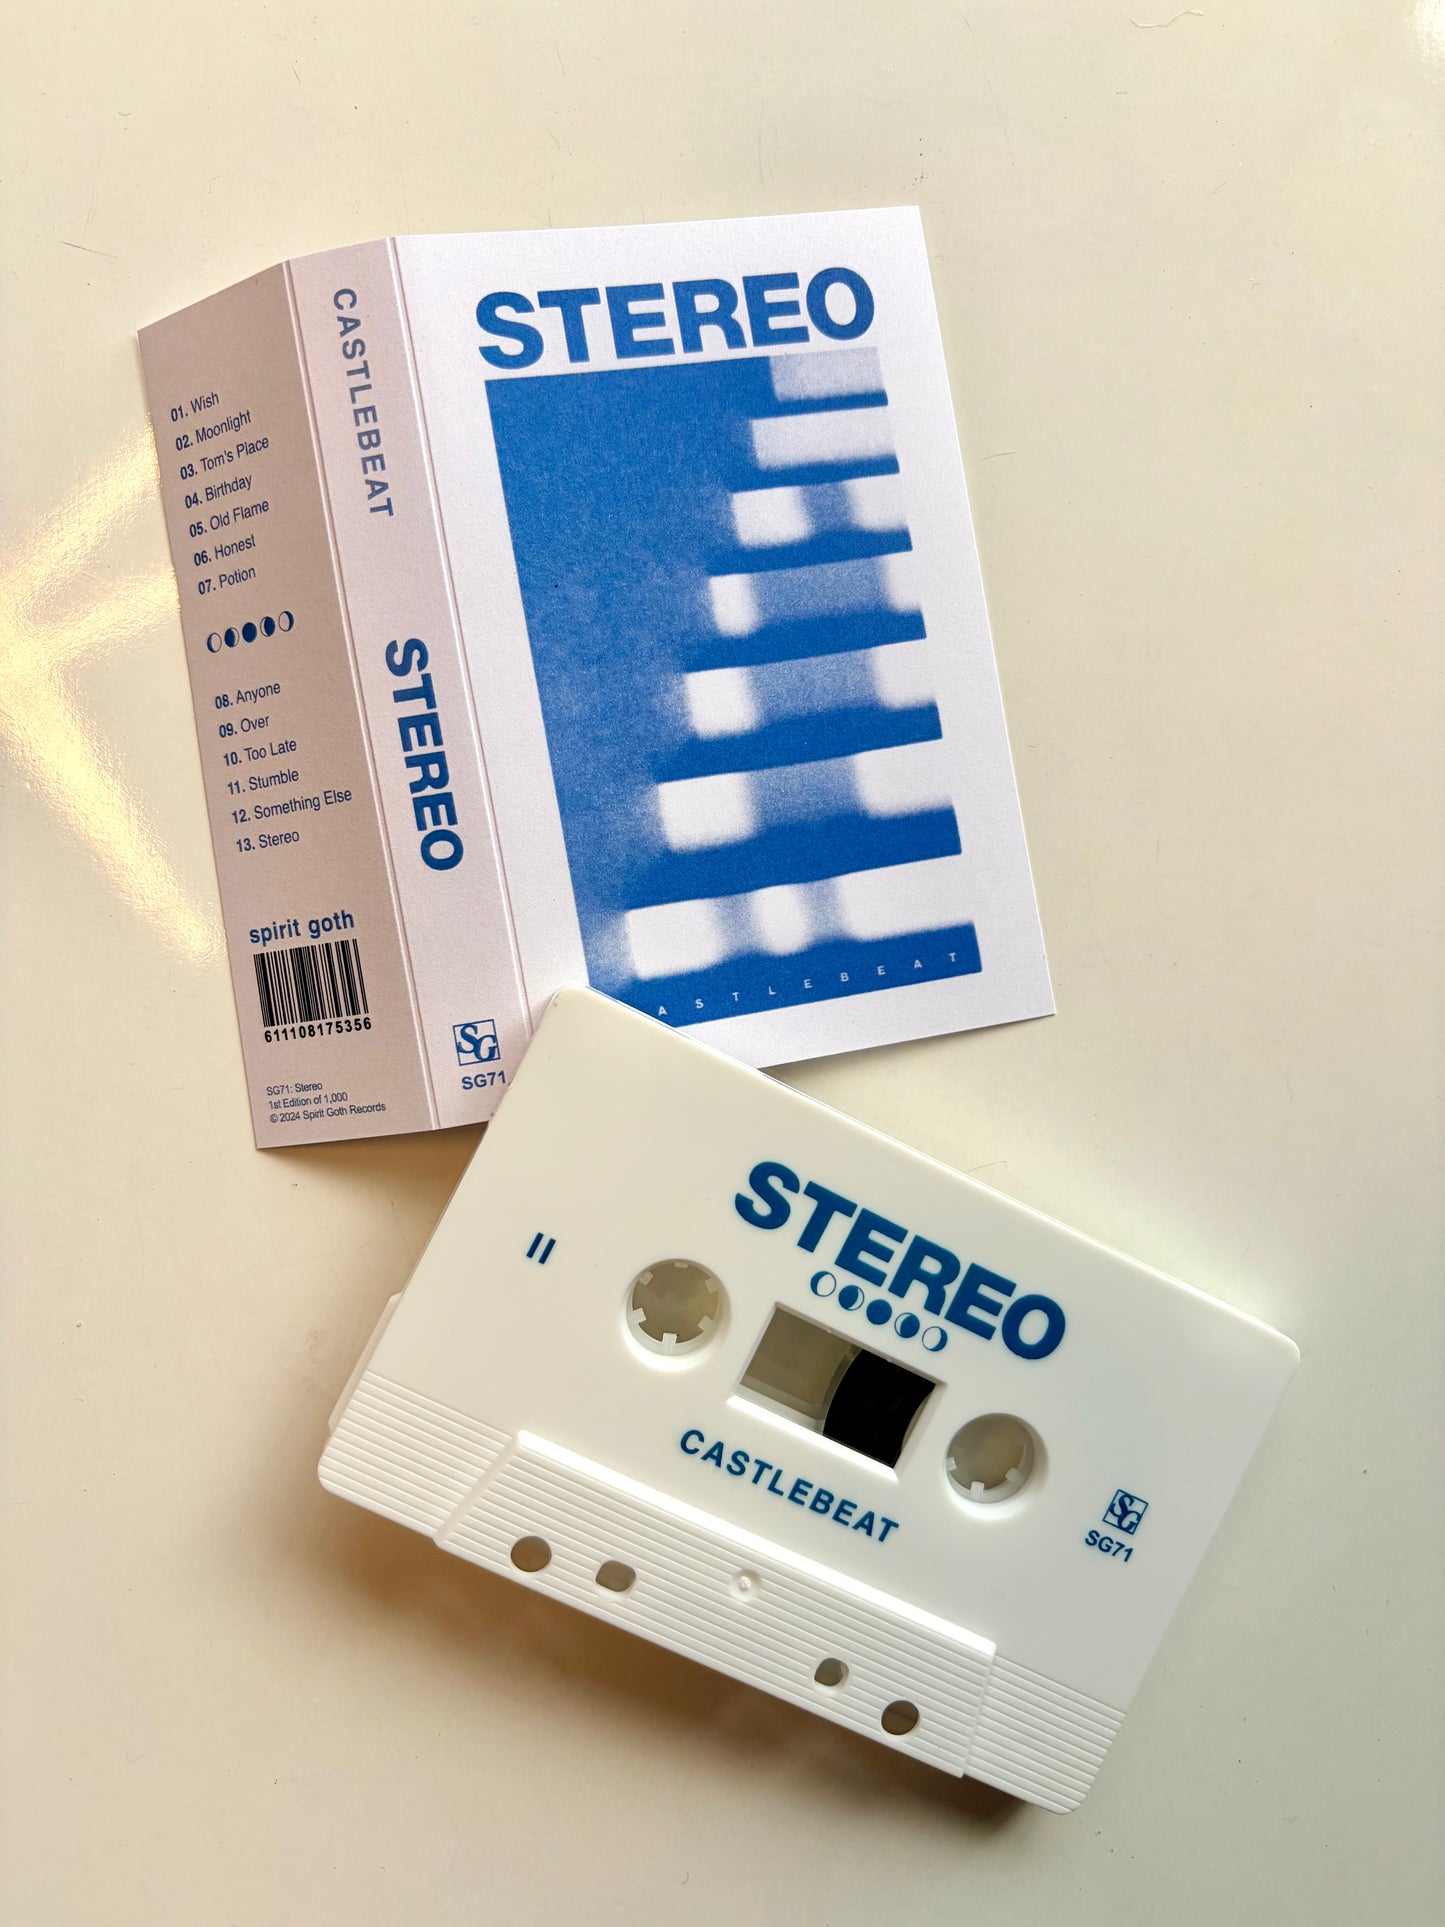 01. Wish
02. Moonlight
03. Tom's Place
04. Birthday
05. Old Flame
06. Honest
07. Potion
08. Anyone
09. Over
10. Too Late
11. Stumble
12. Something Else
13. Stereo
spirit goth
611108175356
SG71: Stereo
1st Edition of 1,000
© 2024 Spirit Goth Records
CASTLEBEAT
STEREO
SG
SG71
STEREO
ASTLEBEAT
STEREO
II
CASTLEBEAT
SG
SG71